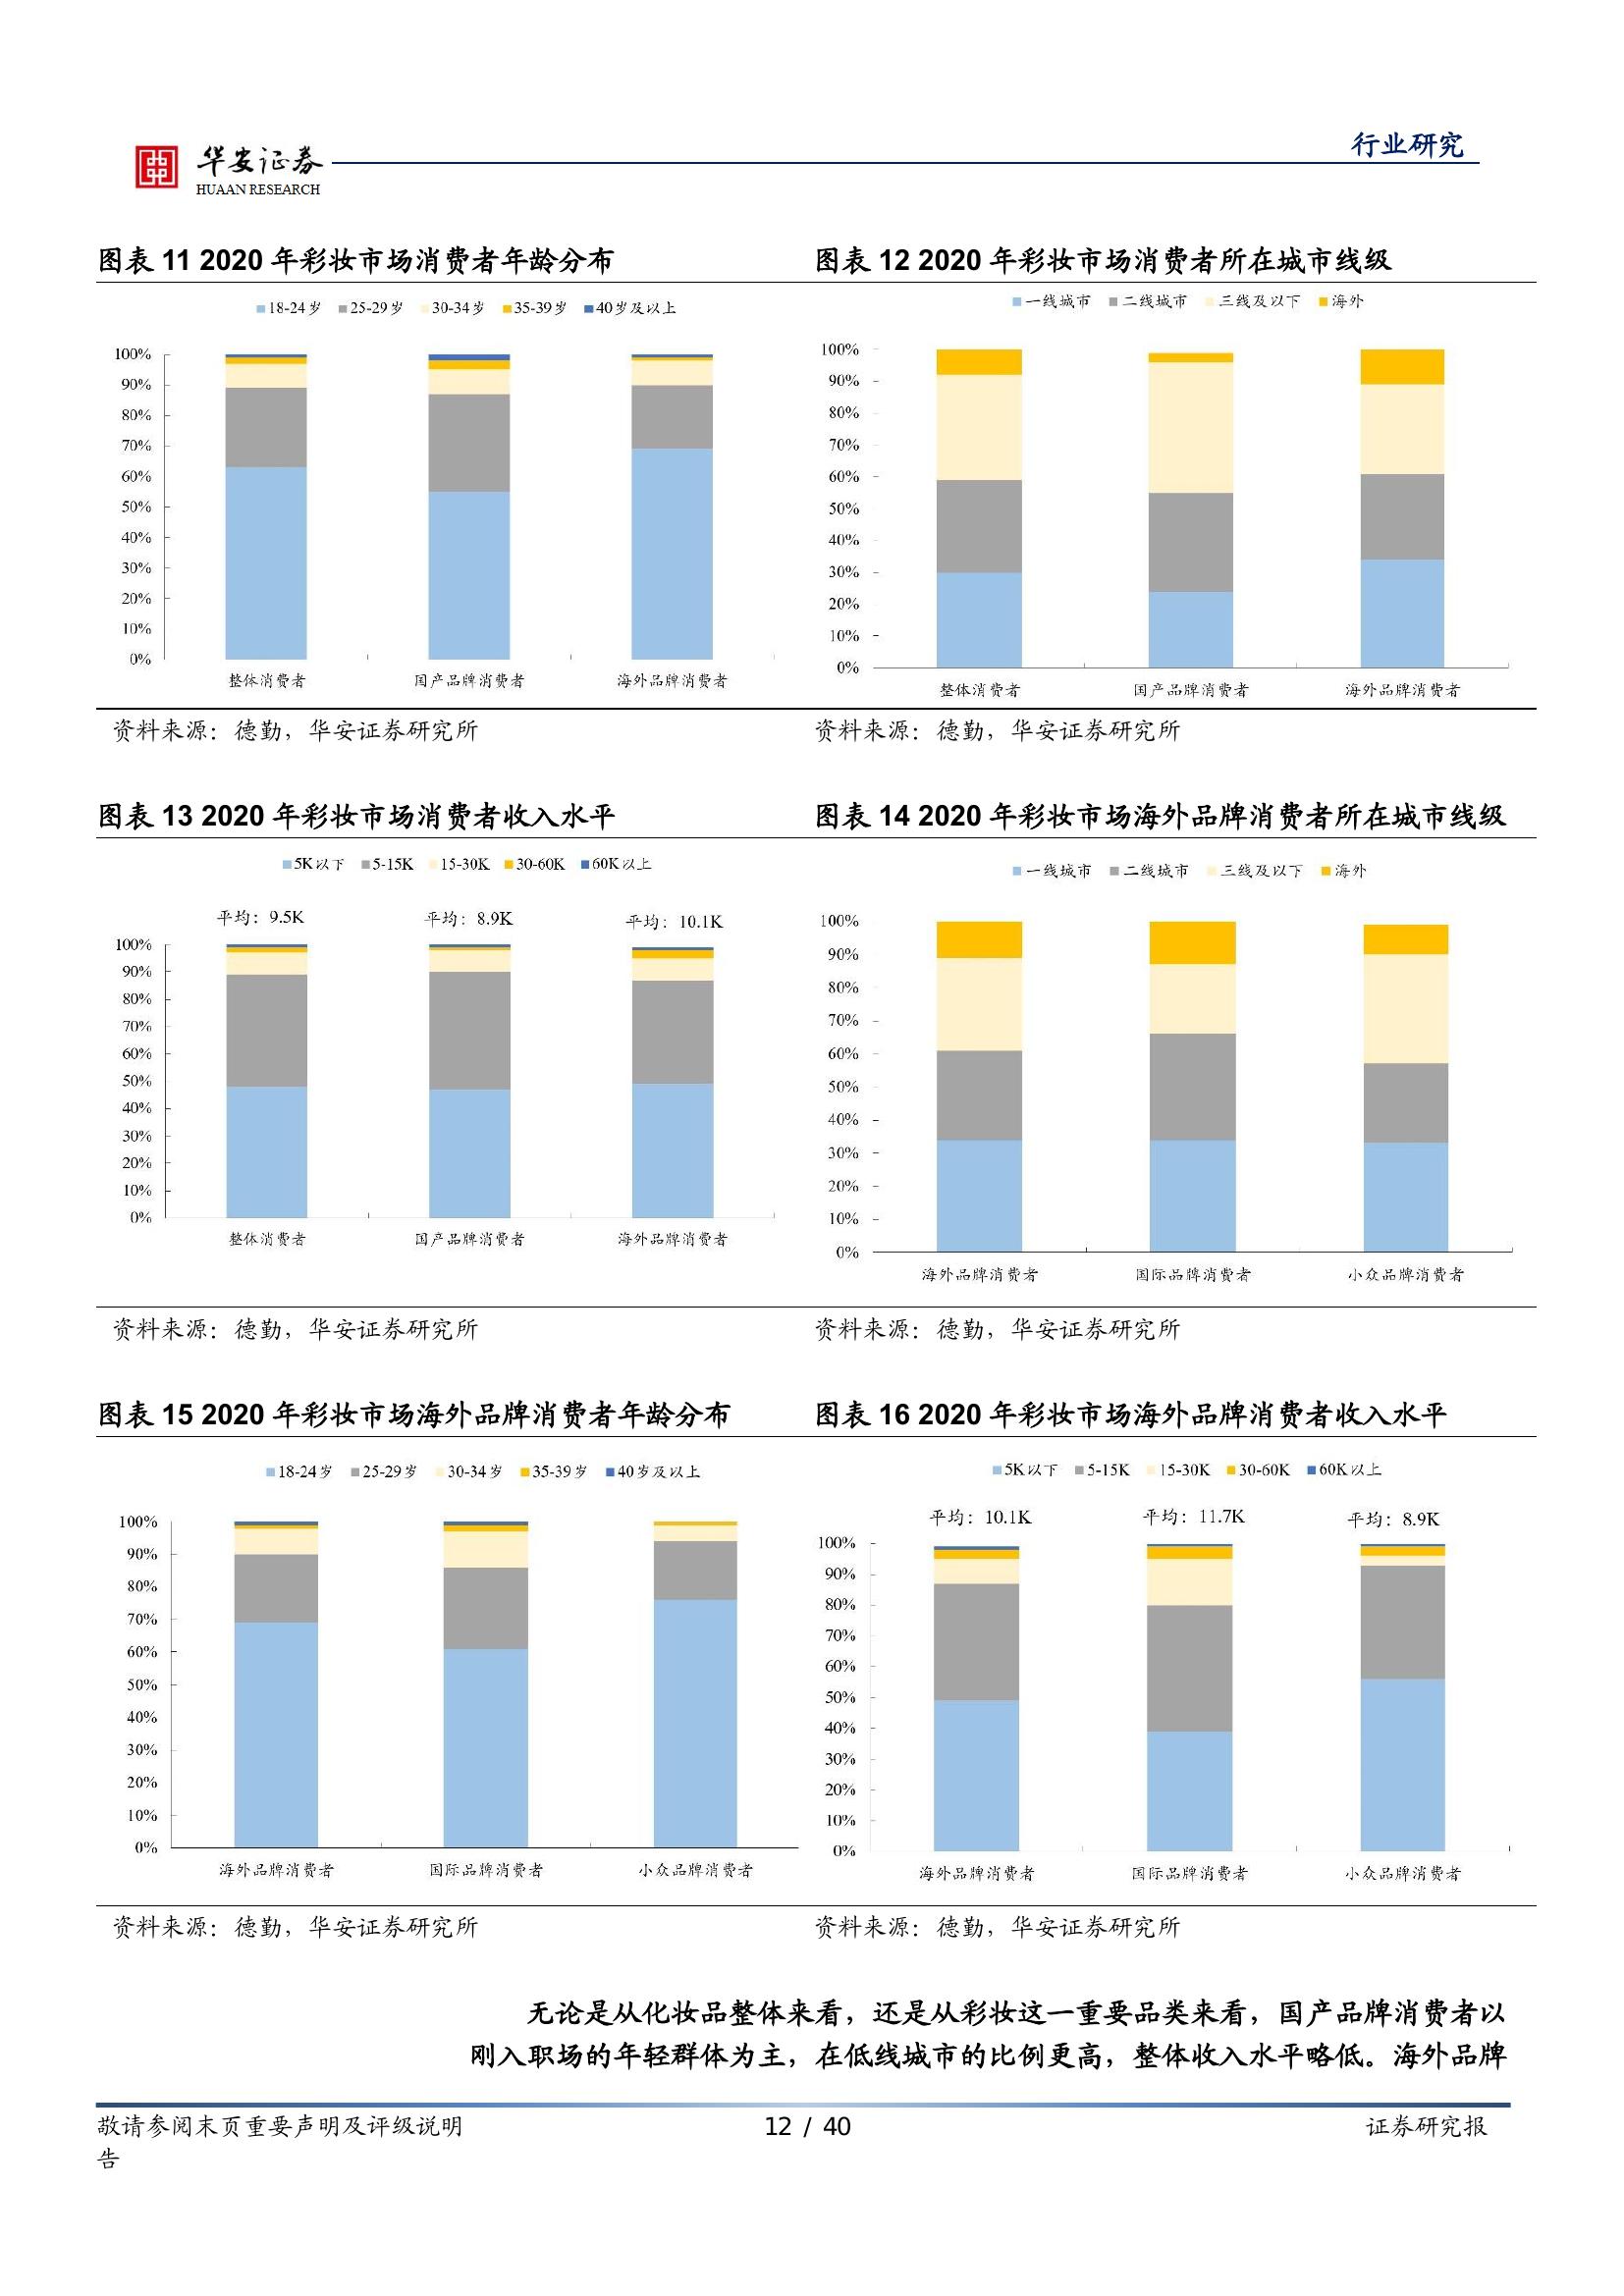 华安证券
HUAAN RESEARCH
行业研究
图表 11 2020 年彩妆市场消费者年龄分布
18-24岁 25-29岁 30-34岁 35-39岁 40岁及以上
100%
90%
80%
70%
60%
50%
40%
30%
20%
10%
0%
整体消费者 国产品牌消费者 海外品牌消费者
资料来源：德勤，华安证券研究所
图表 12 2020 年彩妆市场消费者所在城市线级
一线城市 二线城市 三线及以下 海外
100%
90%
80%
70%
60%
50%
40%
30%
20%
10%
0%
整体消费者 国产品牌消费者 海外品牌消费者
资料来源：德勤，华安证券研究所
图表 13 2020 年彩妆市场消费者收入水平
5K以下 5-15K 15-30K 30-60K 60K以上
平均：9.5K 平均：8.9K 平均：10.1K
100%
90%
80%
70%
60%
50%
40%
30%
20%
10%
0%
整体消费者 国产品牌消费者 海外品牌消费者
资料来源：德勤，华安证券研究所
图表 14 2020 年彩妆市场海外品牌消费者所在城市线级
一线城市 二线城市 三线及以下 海外
100%
90%
80%
70%
60%
50%
40%
30%
20%
10%
0%
海外品牌消费者 国际品牌消费者 小众品牌消费者
资料来源：德勤，华安证券研究所
图表 15 2020 年彩妆市场海外品牌消费者年龄分布
18-24岁 25-29岁 30-34岁 35-39岁 40岁及以上
100%
90%
80%
70%
60%
50%
40%
30%
20%
10%
0%
海外品牌消费者 国际品牌消费者 小众品牌消费者
资料来源：德勤，华安证券研究所
图表 16 2020 年彩妆市场海外品牌消费者收入水平
5K以下 5-15K 15-30K 30-60K 60K以上
平均：10.1K 平均：11.7K 平均：8.9K
100%
90%
80%
70%
60%
50%
40%
30%
20%
10%
0%
海外品牌消费者 国际品牌消费者 小众品牌消费者
资料来源：德勤，华安证券研究所
无论是从化妆品整体来看，还是从彩妆这一重要品类来看，国产品牌消费者以
刚入职场的年轻群体为主，在低线城市的比例更高，整体收入水平略低。海外品牌
敬请参阅末页重要声明及评级说明 12 / 40 证券研究报
告